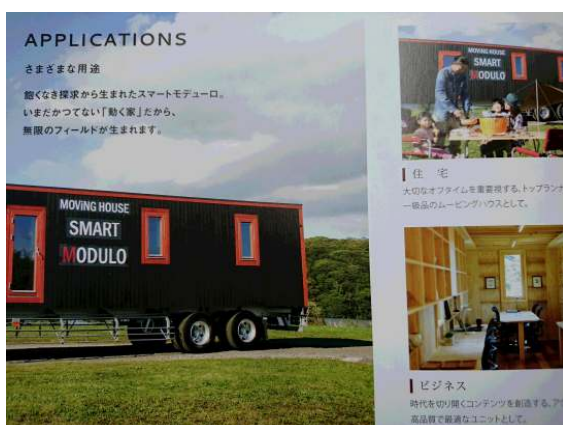 APPLICATIONS
さまざまな用途
飽くなき探求から生まれたスマートモデューロ。
いまだかつてない「動く家」だから、
無限のフィールドが生まれます。
MOVING HOUSE
SMART
MODULO
MOVING HOUSE
SMART
MODULO
住 宅
大切なオフタイムを重要視する、トップランナ
一級品のムービングハウスとして。
ビジネス
時代を切り開くコンテンツを創造する、ア
高品質で最適なユニットとして。